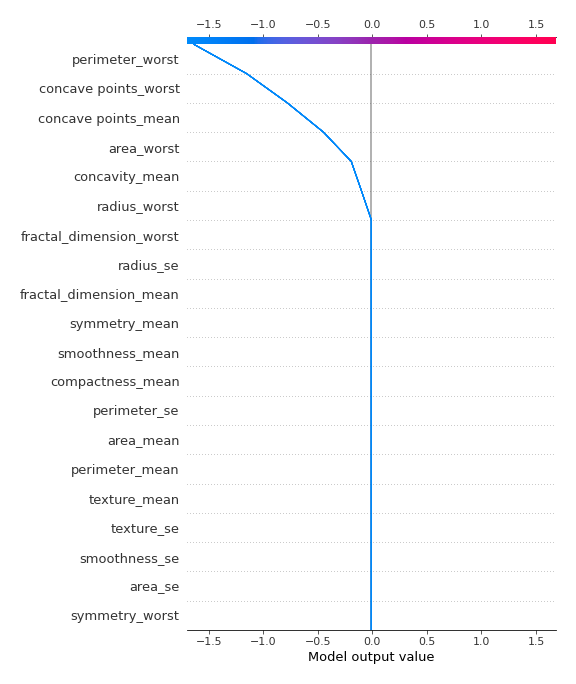 −1.5 −1.0 −0.5 0.0 0.5 1.0 1.5
perimeter_worst
concave points_worst
concave points_mean
area_worst
concavity_mean
radius_worst
fractal_dimension_worst
radius_se
fractal_dimension_mean
symmetry_mean
smoothness_mean
compactness_mean
perimeter_se
area_mean
perimeter_mean
texture_mean
texture_se
smoothness_se
area_se
symmetry_worst
−1.5 −1.0 −0.5 0.0 0.5 1.0 1.5
Model output value